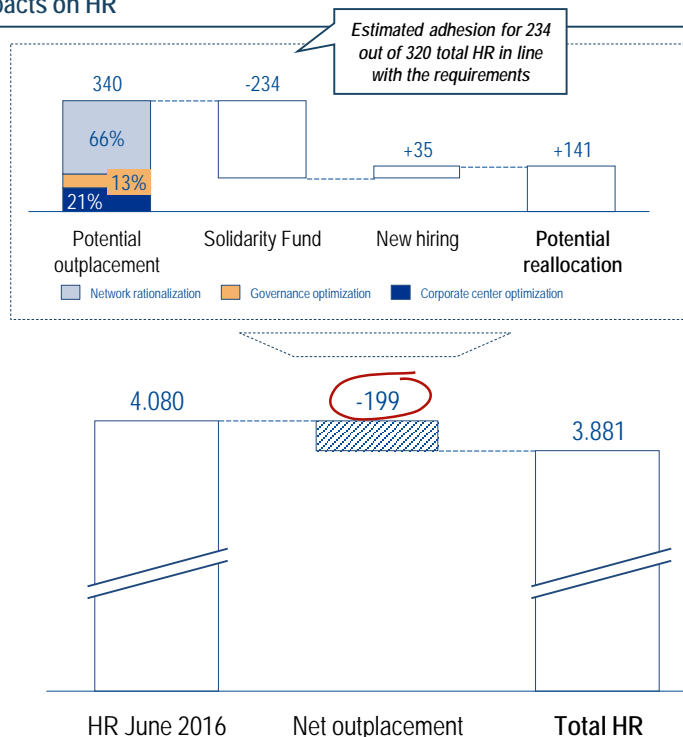 pacts on HR
Estimated adhesion for 234
out of 320 total HR in line
with the requirements
340
-234
+35
+141
66%
13%
21%
Potential
outplacement
Solidarity Fund
New hiring
Potential
reallocation
Network rationalization
Governance optimization
Corporate center optimization
4.080
-199
3.881
HR June 2016
Net outplacement
Total HR